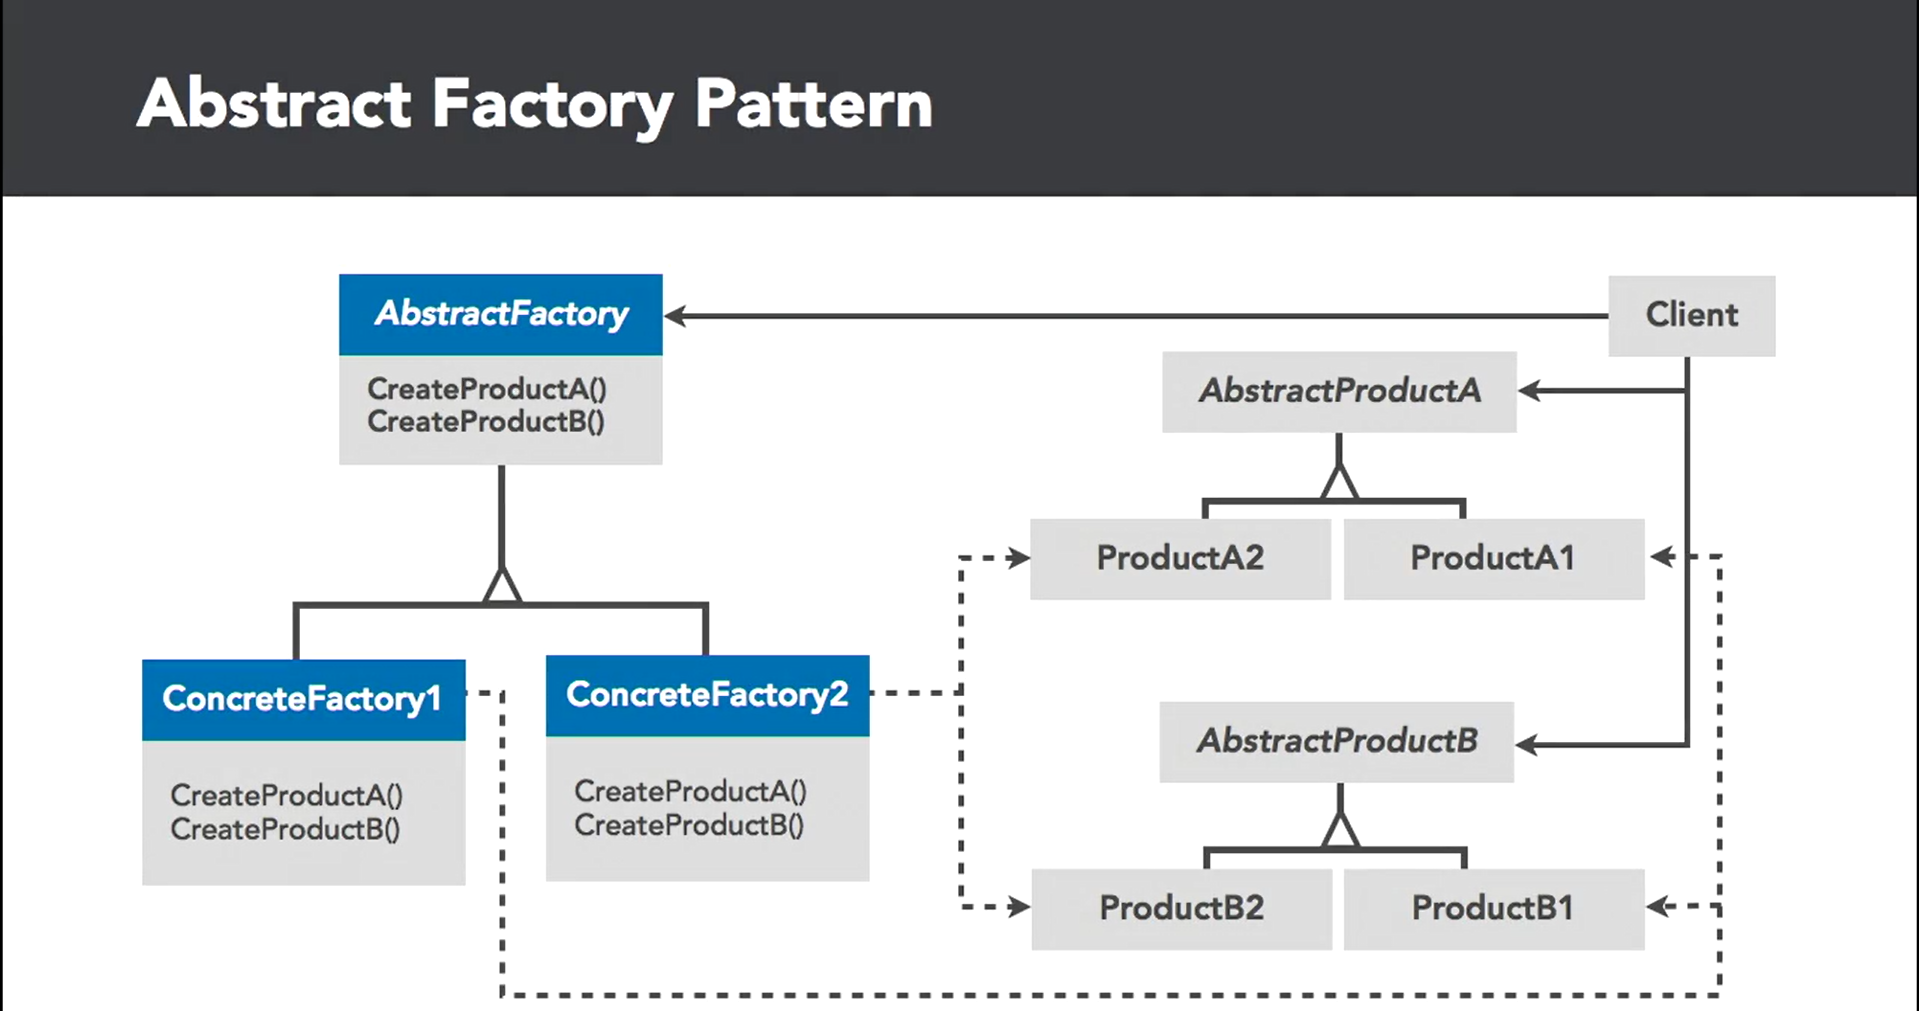 Abstract Factory Pattern
AbstractFactory
CreateProductA()
CreateProductB()
Client
AbstractProductA
ProductA2
ProductA1
ConcreteFactory1
CreateProductA()
CreateProductB()
ConcreteFactory2
CreateProductA()
CreateProductB()
AbstractProductB
ProductB2
ProductB1